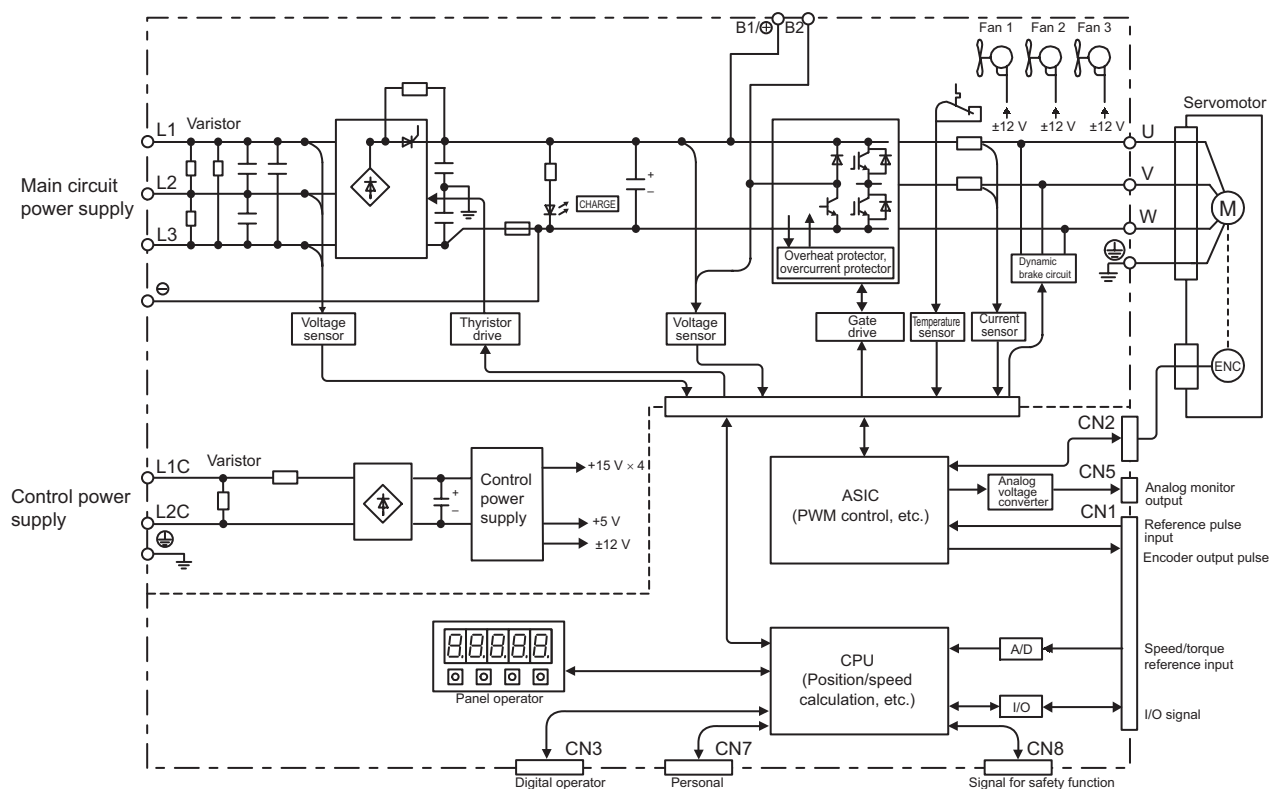 B1/⊕ B2
Fan 1 Fan 2 Fan 3
±12 V ±12 V ±12 V
Servomotor
L1 Varistor
L2
L3
Main circuit
power supply
+
–
CHARGE
U
V
W
M
Overheat protector,
overcurrent protector
Dynamic
brake circuit
⊖
Voltage
sensor
Thyristor
drive
Voltage
sensor
Gate
drive
Temperature
sensor
Current
sensor
ENC
CN2
L1C Varistor
L2C
Control power
supply
+
–
Control
power
supply
+15 V × 4
+5 V
±12 V
ASIC
(PWM control, etc.)
Analog
voltage
converter
CN5
Analog monitor
output
CN1
Reference pulse
input
Encoder output pulse
8.8.8.8.8.
Panel operator
CPU
(Position/speed
calculation, etc.)
A/D
Speed/torque
reference input
I/O
I/O signal
CN3
Digital operator
CN7
Personal
CN8
Signal for safety function